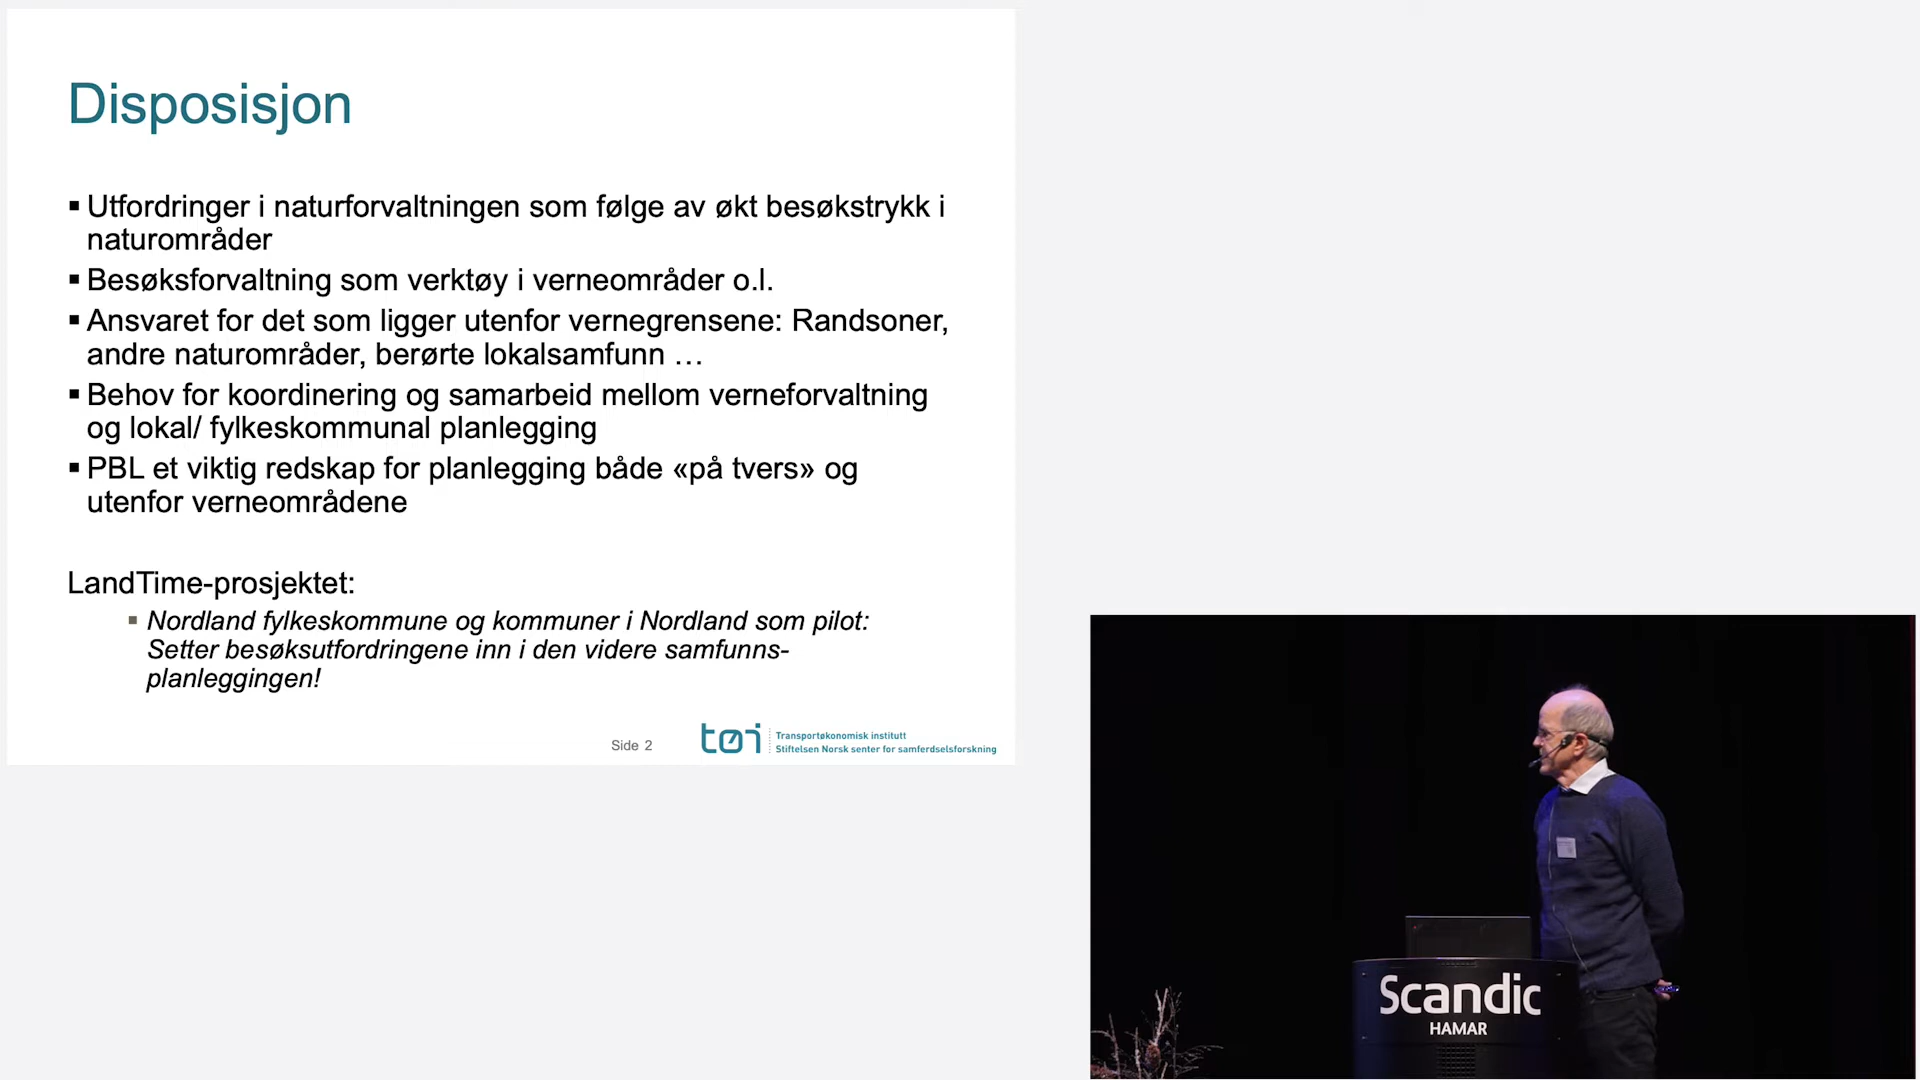 Disposisjon
▪ Utfordringer i naturforvaltningen som følge av økt besøkstrykk i
naturområder
▪ Besøksforvaltning som verktøy i verneområder o.l.
▪ Ansvaret for det som ligger utenfor vernegrensene: Randsoner,
andre naturområder, berørte lokalsamfunn …
▪ Behov for koordinering og samarbeid mellom verneforvaltning
og lokal/ fylkeskommunal planlegging
▪ PBL et viktig redskap for planlegging både «på tvers» og
utenfor verneområdene
LandTime-prosjektet:
▪ Nordland fylkeskommune og kommuner i Nordland som pilot:
Setter besøksutfordringene inn i den videre samfunns-
planleggingen!
Side 2
tøi
Transportøkonomisk institutt
Stiftelsen Norsk senter for samferdselsforskning
Scandic
HAMAR